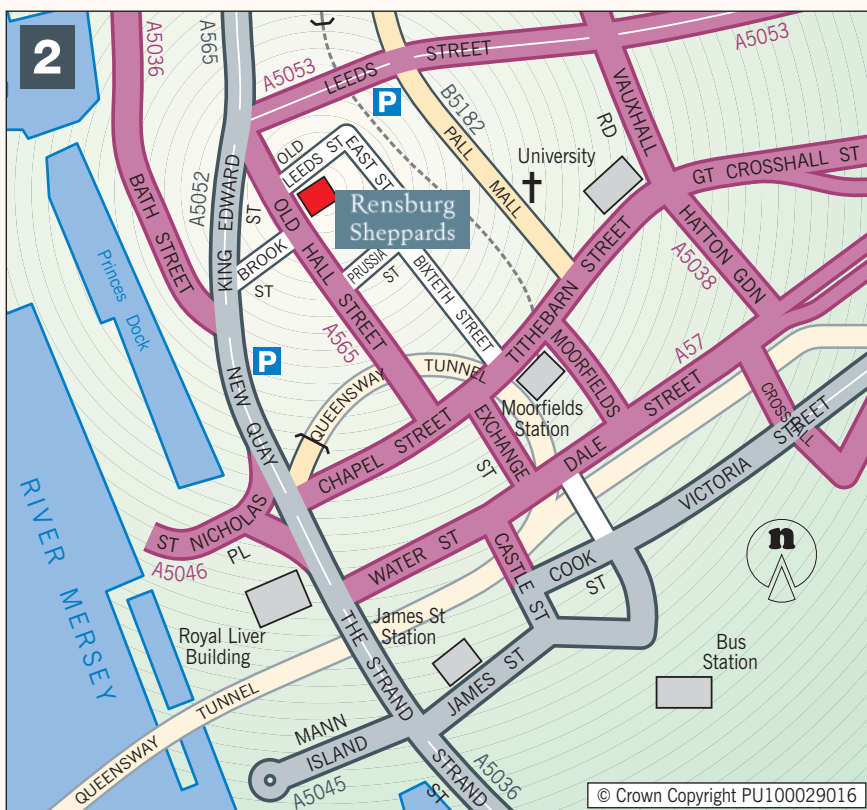 2
A5036
A565
A5053
LEEDS STREET
A5053
P
B5182
PALL MALL
VAUXHALL
RD
University
GT CROSSHALL ST
OLD
LEEDS ST
EAST ST
Rensburg
Sheppards
BATH STREET
A5052
KING EDWARD
ST
OLD HALL STREET
BROOK
ST
PRUSSIA
ST
BIXTETH STREET
TITHEBARN STREET
HATTON GDN
A5038
Princes Dock
A565
P
NEW QUAY
QUEENSWAY TUNNEL
MOORFIELDS
Moorfields
Station
A57
CHAPEL STREET
EXCHANGE
ST
DALE STREET
CROSSHALL
VICTORIA STREET
RIVER MERSEY
ST NICHOLAS
PL
A5046
WATER ST
CASTLE ST
COOK
ST
n
Royal Liver
Building
James St
Station
THE STRAND
JAMES ST
Bus
Station
QUEENSWAY TUNNEL
MANN
ISLAND
A5045
STRAND
ST
A5036
© Crown Copyright PU100029016